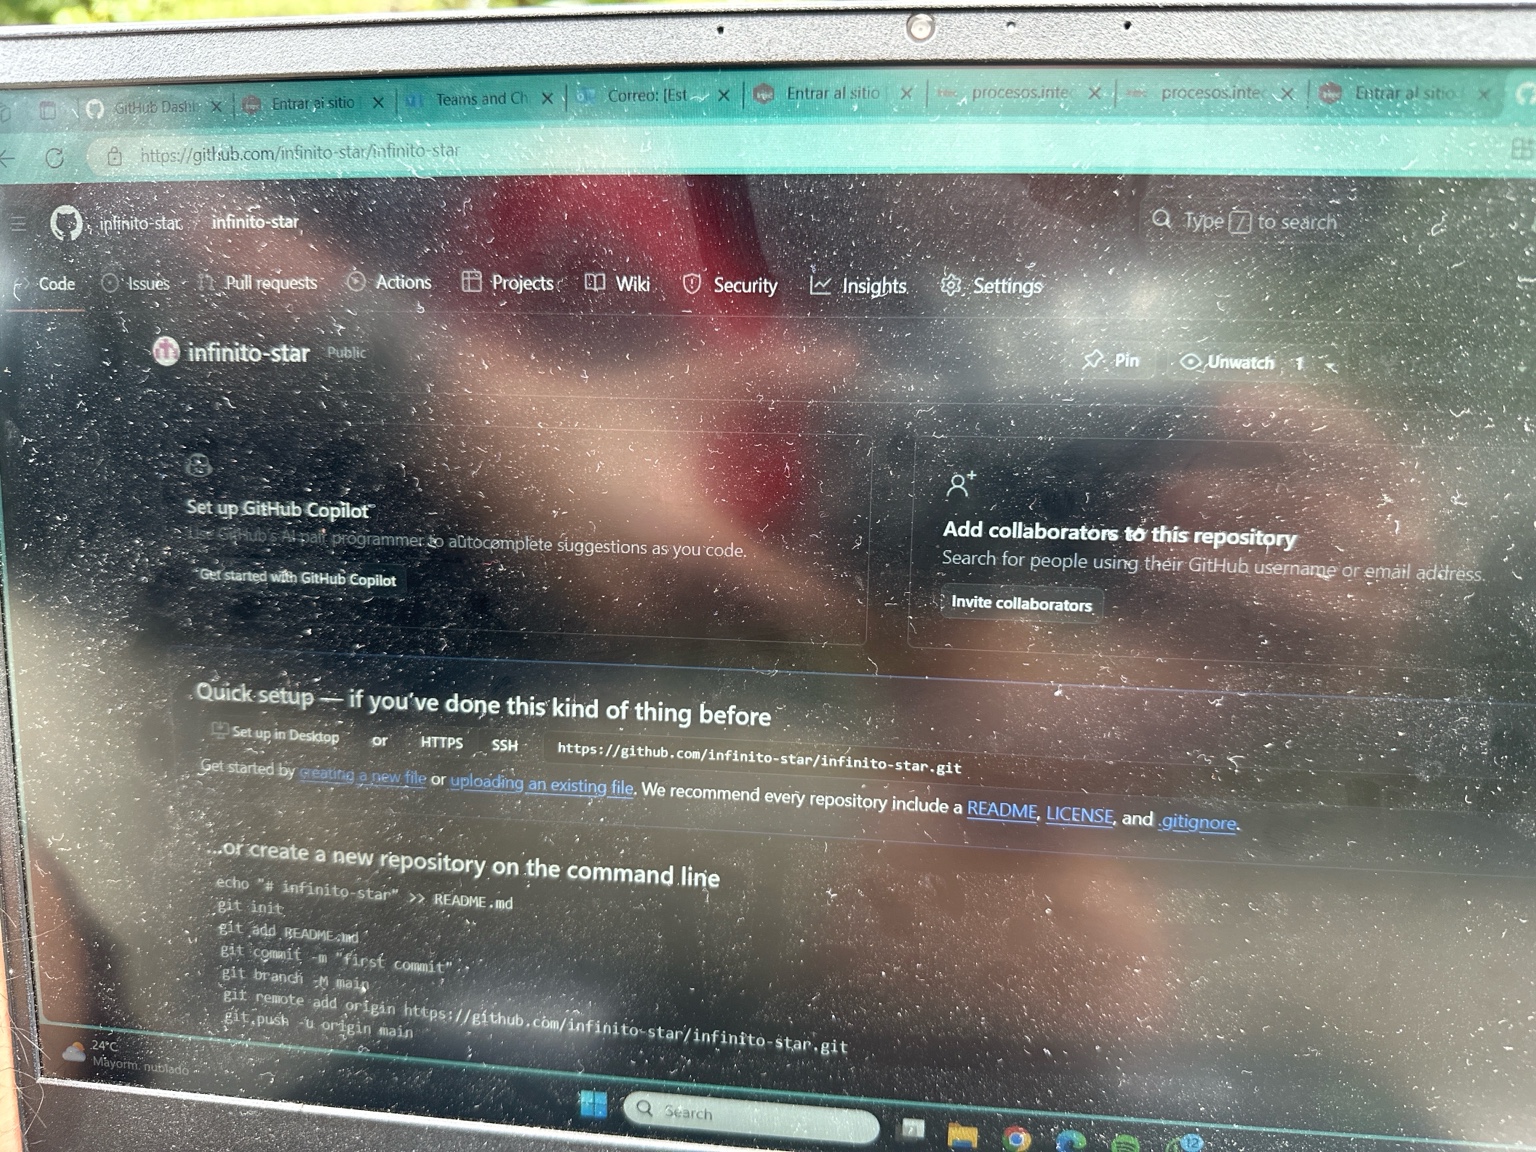 GitHub Dash
Entrar al sitio
Teams and Ch
Correo: [Est
Entrar al sitio
procesos.inte
procesos.inte
Entrar al sitio
https://github.com/infinito-star/infinito-star
infinito-star / infinito-star
Type / to search
Code Issues Pull requests Actions Projects Wiki Security Insights Settings
infinito-star Public
Pin Unwatch 1
Set up GitHub Copilot
Use GitHub's AI pair programmer to autocomplete suggestions as you code.
Get started with GitHub Copilot
Add collaborators to this repository
Search for people using their GitHub username or email address.
Invite collaborators
Quick setup — if you've done this kind of thing before
Set up in Desktop or HTTPS SSH https://github.com/infinito-star/infinito-star.git
Get started by creating a new file or uploading an existing file. We recommend every repository include a README, LICENSE, and .gitignore.
...or create a new repository on the command line
echo "# infinito-star" >> README.md
git init
git add README.md
git commit -m "first commit"
git branch -M main
git remote add origin https://github.com/infinito-star/infinito-star.git
git push -u origin main
24°C
Mayorm. nublado
Search
12